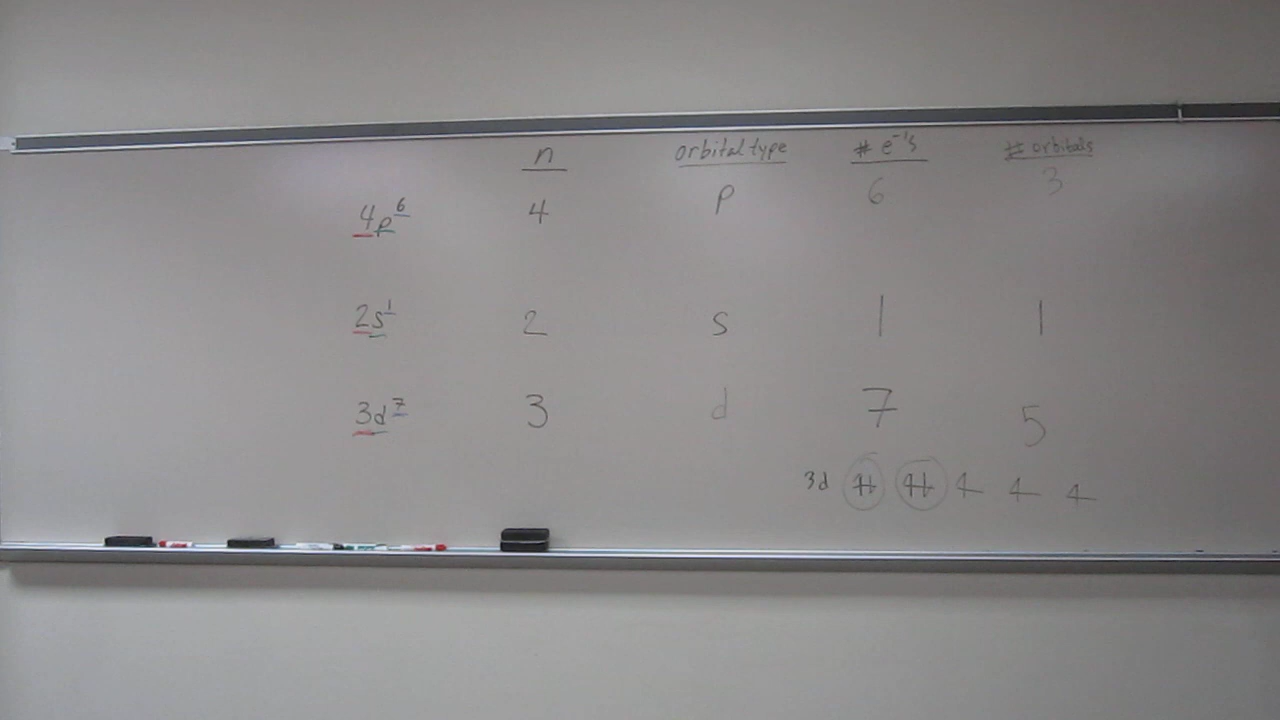 n orbital type # e⁻'s # orbitals
4p⁶ 4 p 6 3
2s¹ 2 s 1 1
3d⁷ 3 d 7 5
3d ⥮ ⥮ ↿ ↿ ↿